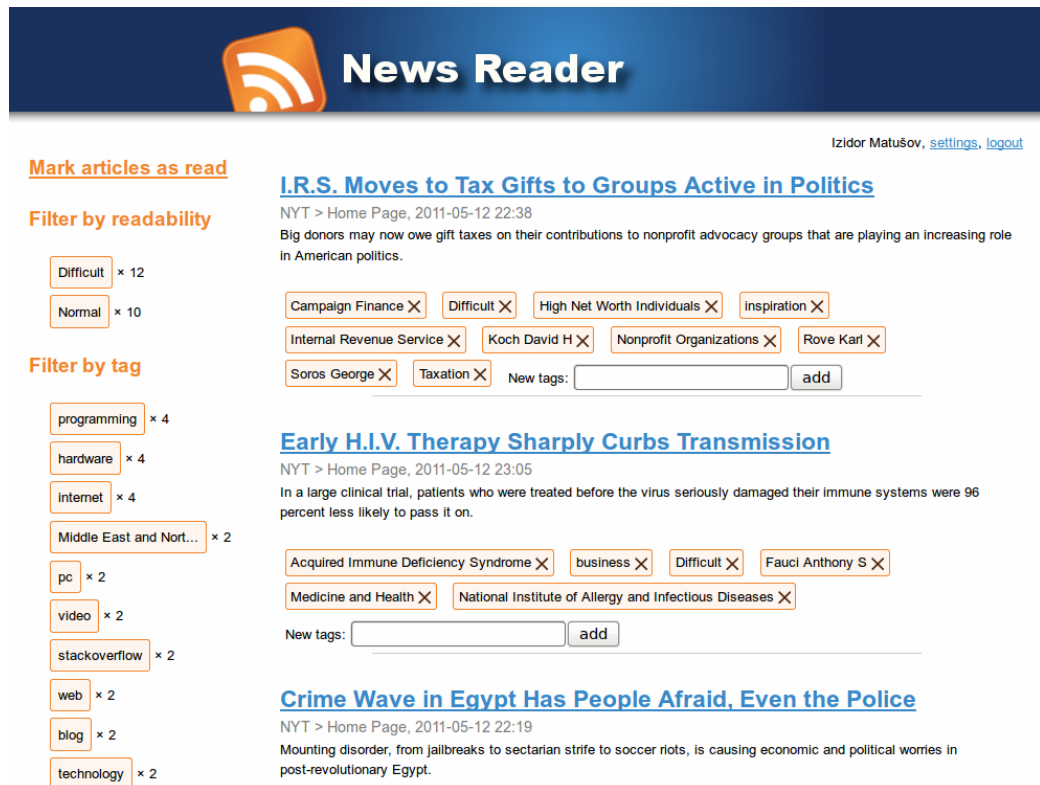 News Reader
Izidor Matušov, settings, logout
Mark articles as read
Filter by readability
Difficult × 12
Normal × 10
Filter by tag
programming × 4
hardware × 4
internet × 4
Middle East and Nort... × 2
pc × 2
video × 2
stackoverflow × 2
web × 2
blog × 2
technology × 2
I.R.S. Moves to Tax Gifts to Groups Active in Politics
NYT > Home Page, 2011-05-12 22:38
Big donors may now owe gift taxes on their contributions to nonprofit advocacy groups that are playing an increasing role
in American politics.
Campaign Finance Difficult High Net Worth Individuals inspiration
Internal Revenue Service Koch David H Nonprofit Organizations Rove Karl
Soros George Taxation New tags: add
Early H.I.V. Therapy Sharply Curbs Transmission
NYT > Home Page, 2011-05-12 23:05
In a large clinical trial, patients who were treated before the virus seriously damaged their immune systems were 96
percent less likely to pass it on.
Acquired Immune Deficiency Syndrome business Difficult Fauci Anthony S
Medicine and Health National Institute of Allergy and Infectious Diseases
New tags: add
Crime Wave in Egypt Has People Afraid, Even the Police
NYT > Home Page, 2011-05-12 22:19
Mounting disorder, from jailbreaks to sectarian strife to soccer riots, is causing economic and political worries in
post-revolutionary Egypt.